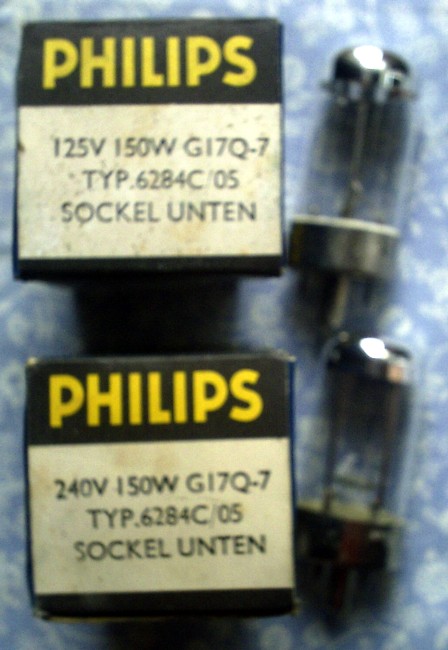 PHILIPS
125V 150W G17Q-7
TYP.6284C/05
SOCKEL UNTEN
PHILIPS
240V 150W G17Q-7
TYP.6284C/05
SOCKEL UNTEN